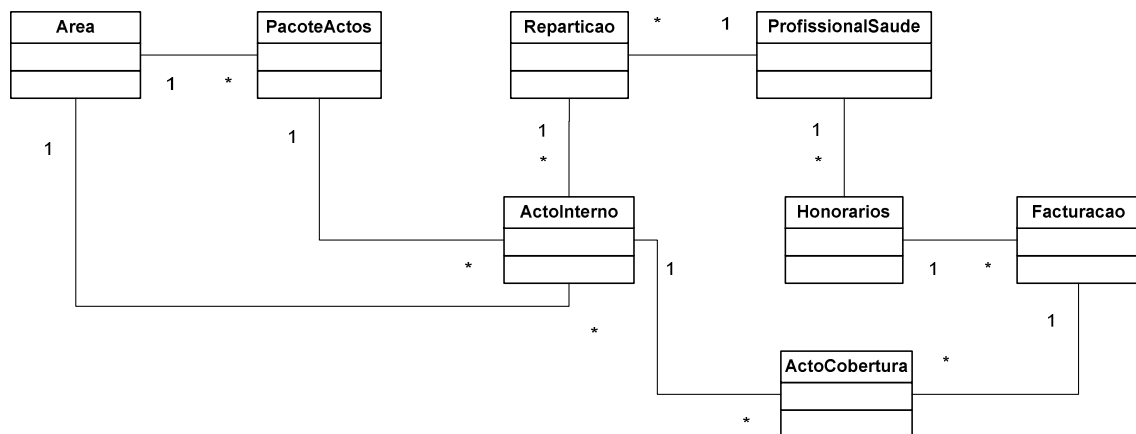 Area
PacoteActos
Reparticao
ProfissionalSaude
* 1
1 *
1
1
1
*
1
*
ActoInterno
Honorarios
Facturacao
*
1
1 *
*
1
ActoCobertura
*
*